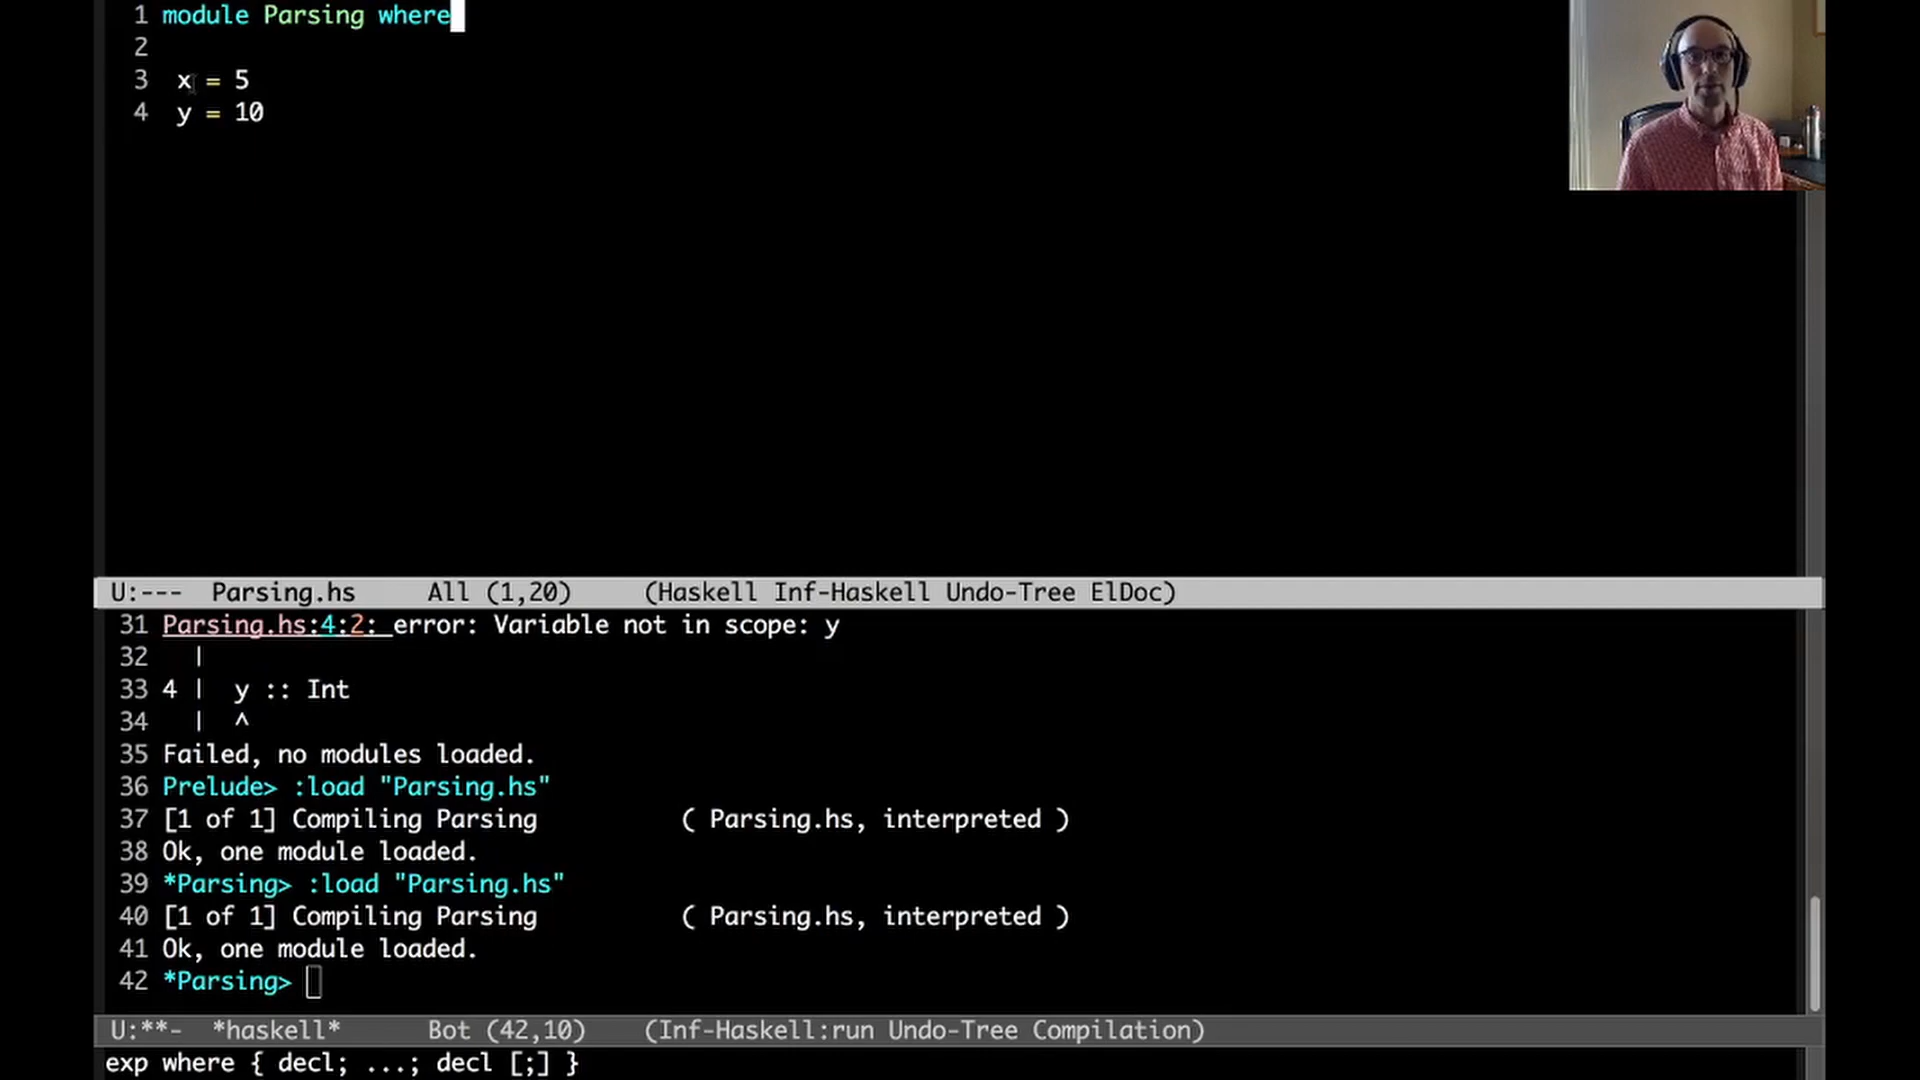 1 module Parsing where
2
3  x = 5
4  y = 10
U:---  Parsing.hs     All (1,20)     (Haskell Inf-Haskell Undo-Tree ElDoc)
31 Parsing.hs:4:2: error: Variable not in scope: y
32   |
33 4 |  y :: Int
34   |  ^
35 Failed, no modules loaded.
36 Prelude> :load "Parsing.hs"
37 [1 of 1] Compiling Parsing          ( Parsing.hs, interpreted )
38 Ok, one module loaded.
39 *Parsing> :load "Parsing.hs"
40 [1 of 1] Compiling Parsing          ( Parsing.hs, interpreted )
41 Ok, one module loaded.
42 *Parsing>
U:**-  *haskell*      Bot (42,10)    (Inf-Haskell:run Undo-Tree Compilation)
exp where { decl; ...; decl [;] }